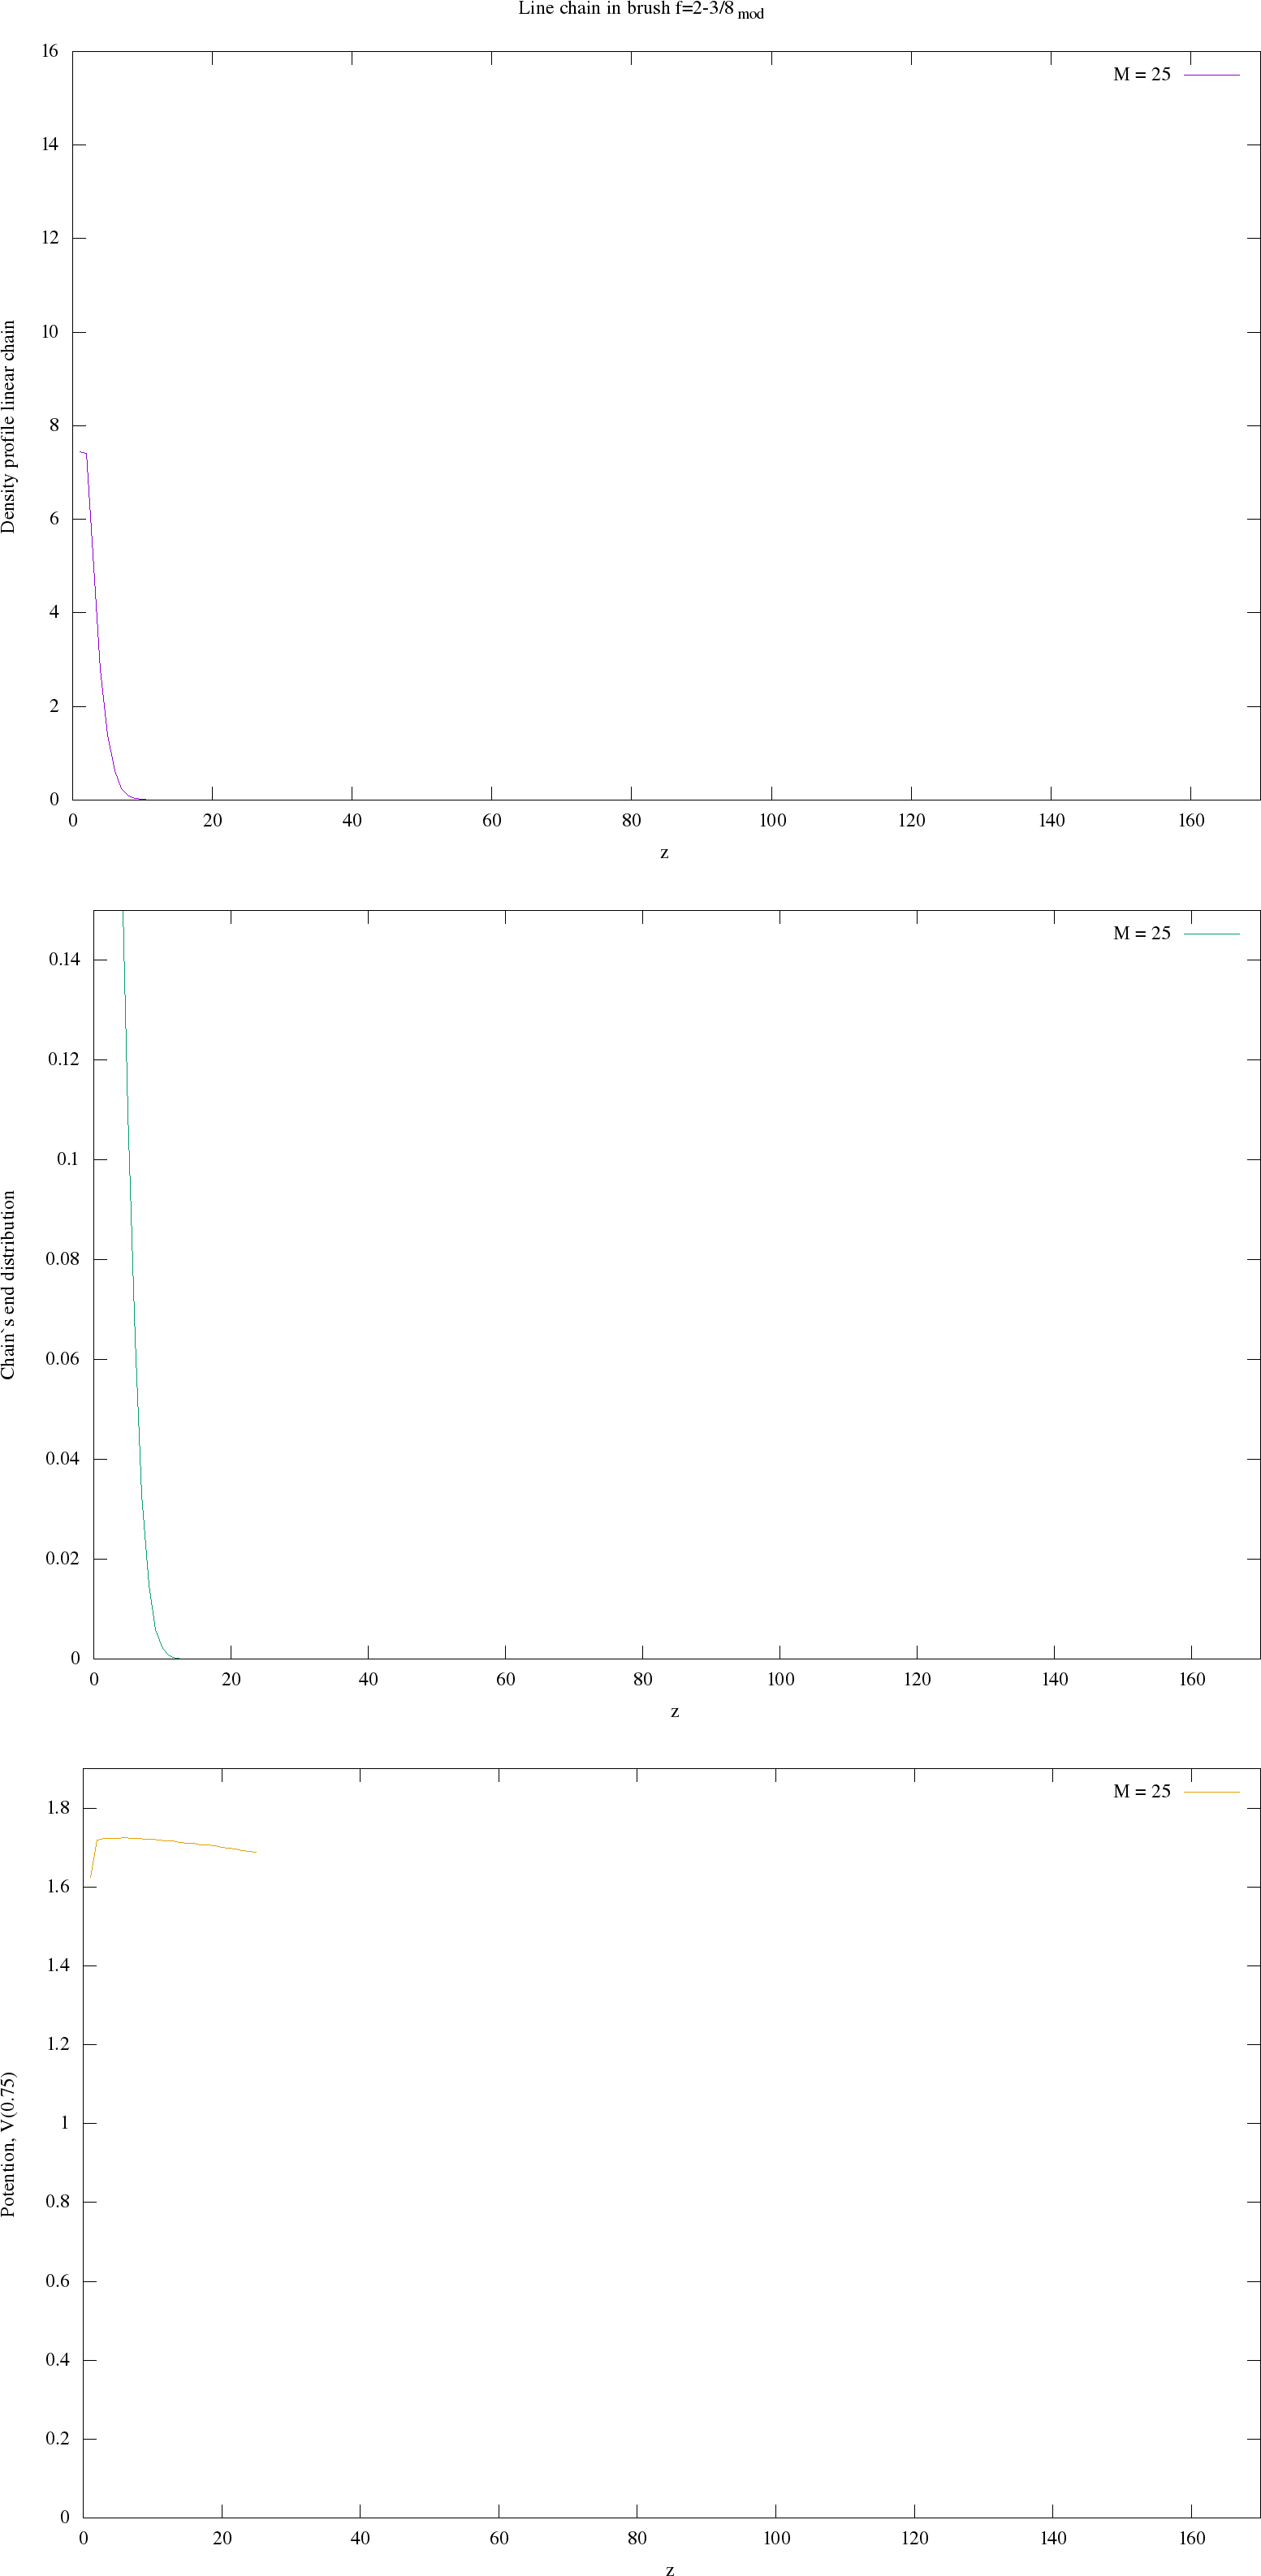 Line chain in brush f=2-3/8 mod
M = 25
16
14
12
10
8
6
4
2
0
Density profile linear chain
0 20 40 60 80 100 120 140 160
z
M = 25
0.14
0.12
0.1
0.08
0.06
0.04
0.02
0
Chain`s end distribution
0 20 40 60 80 100 120 140 160
z
M = 25
1.8
1.6
1.4
1.2
1
0.8
0.6
0.4
0.2
0
Potention, V(0.75)
0 20 40 60 80 100 120 140 160
z